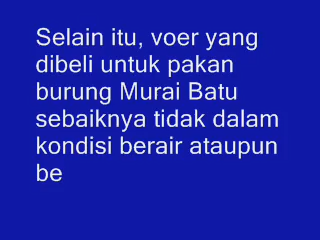 Selain itu, voer yang
dibeli untuk pakan
burung Murai Batu
sebaiknya tidak dalam
kondisi berair ataupun
be